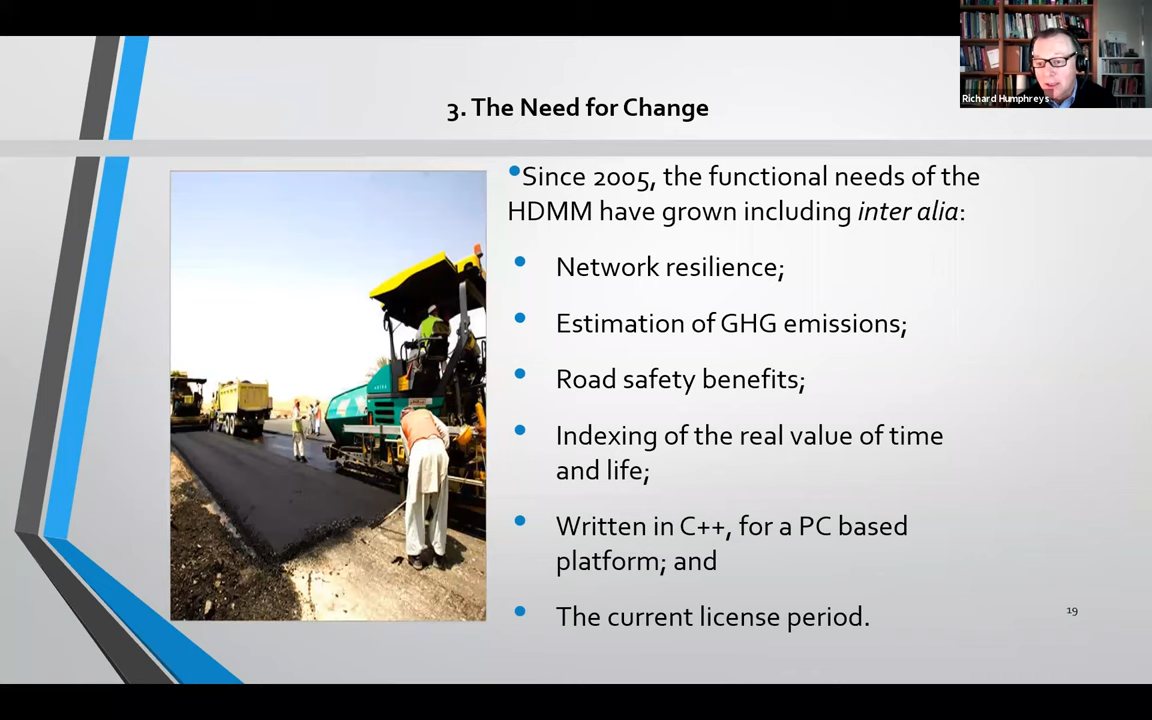 Richard Humphreys
3. The Need for Change
•Since 2005, the functional needs of the
HDMM have grown including inter alia:
• Network resilience;
• Estimation of GHG emissions;
• Road safety benefits;
• Indexing of the real value of time
and life;
• Written in C++, for a PC based
platform; and
• The current license period.
19